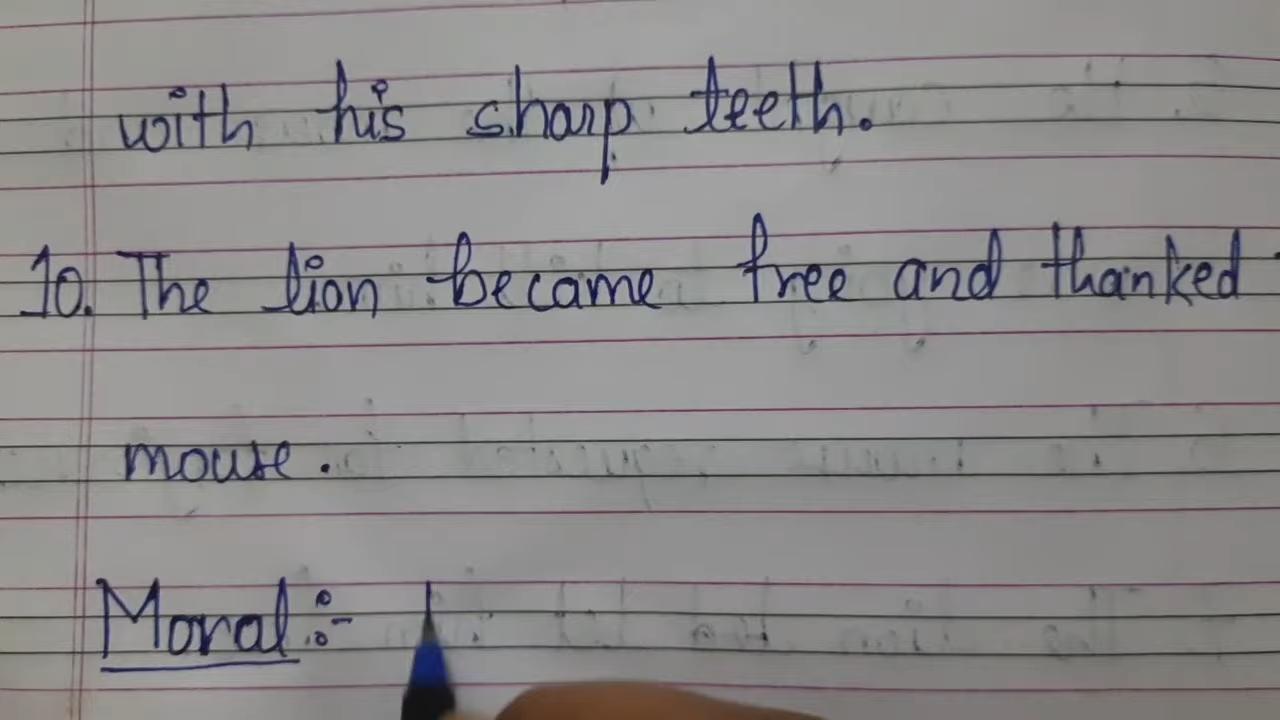 with his sharp teeth.
10. The lion became free and thanked
mouse.
Moral :-